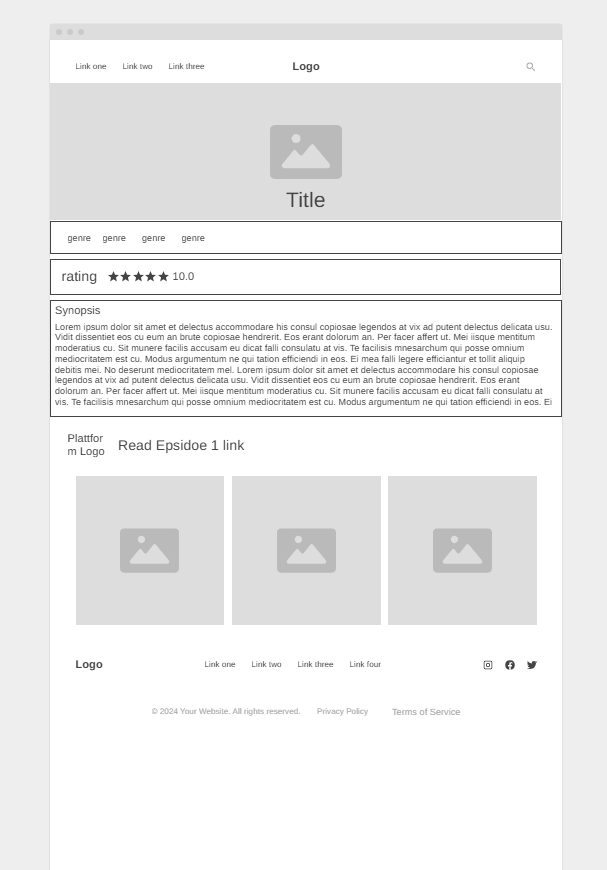 Link one Link two Link three Logo
Title
genre genre genre genre
rating 10.0
Synopsis
Lorem ipsum dolor sit amet et delectus accommodare his consul copiosae legendos at vix ad putent delectus delicata usu.
Vidit dissentiet eos cu eum an brute copiosae hendrerit. Eos erant dolorum an. Per facer affert ut. Mei iisque mentitum
moderatius cu. Sit munere facilis accusam eu dicat falli consulatu at vis. Te facilisis mnesarchum qui posse omnium
mediocritatem est cu. Modus argumentum ne qui tation efficiendi in eos. Ei mea falli legere efficiantur et tollit aliquip
debitis mei. No deserunt mediocritatem mel. Lorem ipsum dolor sit amet et delectus accommodare his consul copiosae
legendos at vix ad putent delectus delicata usu. Vidit dissentiet eos cu eum an brute copiosae hendrerit. Eos erant
dolorum an. Per facer affert ut. Mei iisque mentitum moderatius cu. Sit munere facilis accusam eu dicat falli consulatu at
vis. Te facilisis mnesarchum qui posse omnium mediocritatem est cu. Modus argumentum ne qui tation efficiendi in eos. Ei
Plattfor
m Logo
Read Epsidoe 1 link
Logo Link one Link two Link three Link four
© 2024 Your Website. All rights reserved. Privacy Policy Terms of Service